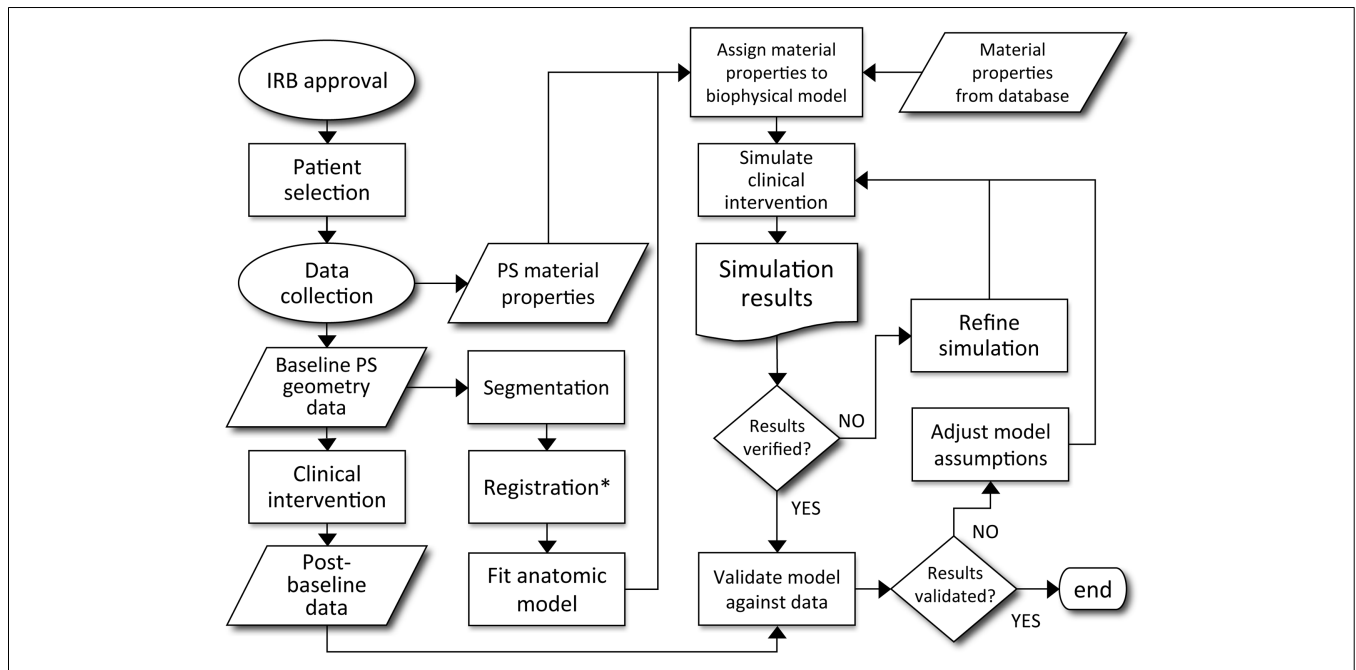 IRB approval
Patient
selection
Data
collection
PS material
properties
Baseline PS
geometry
data
Segmentation
Clinical
intervention
Registration*
Post-
baseline
data
Fit anatomic
model
Assign material
properties to
biophysical model
Material
properties
from database
Simulate
clinical
intervention
Simulation
results
Refine
simulation
Results
verified?
NO
YES
Adjust model
assumptions
Validate model
against data
Results
validated?
NO
YES
end